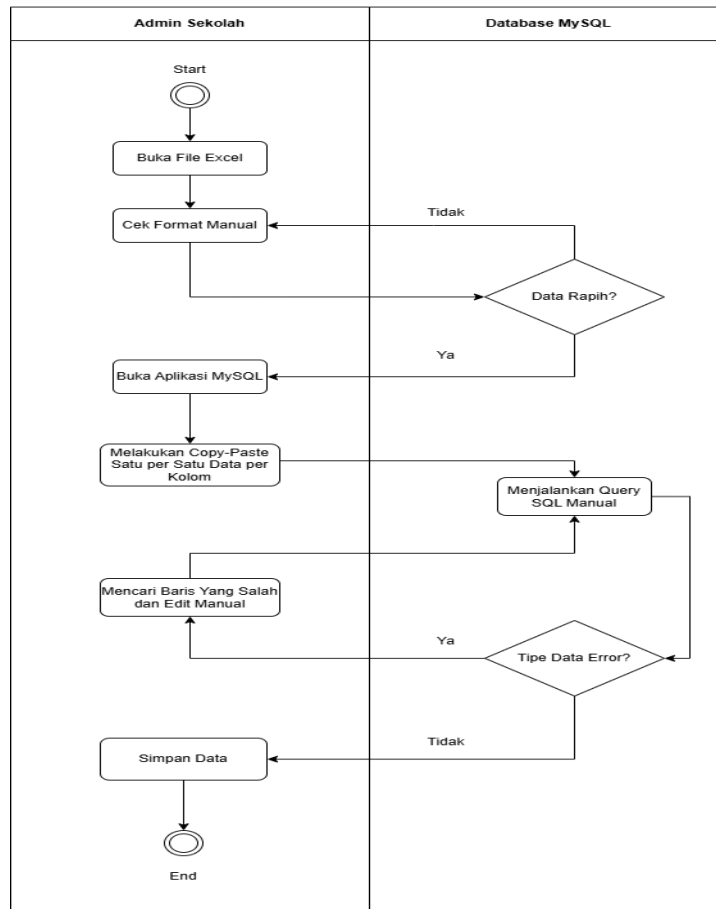 Admin Sekolah
Database MySQL
Start
Buka File Excel
Cek Format Manual
Tidak
Data Rapih?
Ya
Buka Aplikasi MySQL
Melakukan Copy-Paste
Satu per Satu Data per
Kolom
Menjalankan Query
SQL Manual
Mencari Baris Yang Salah
dan Edit Manual
Ya
Tipe Data Error?
Tidak
Simpan Data
End